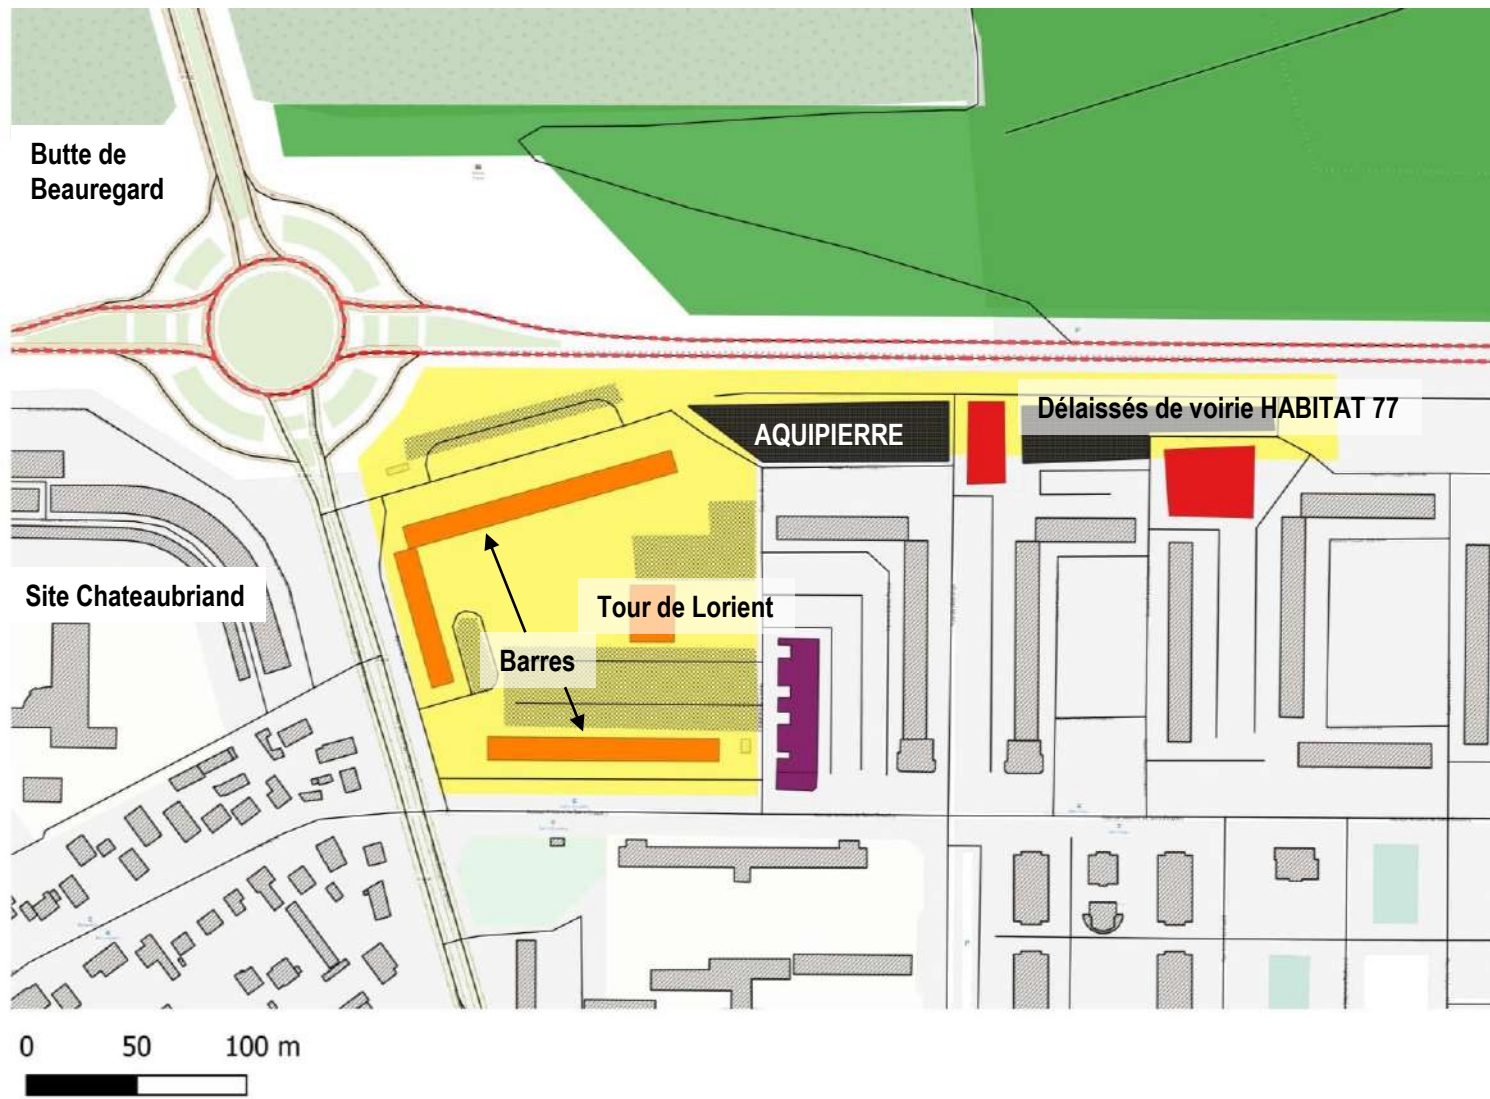 Butte de
Beauregard
Délaissés de voirie HABITAT 77
AQUIPIERRE
Site Chateaubriand
Tour de Lorient
Barres
P
P
0 50 100 m